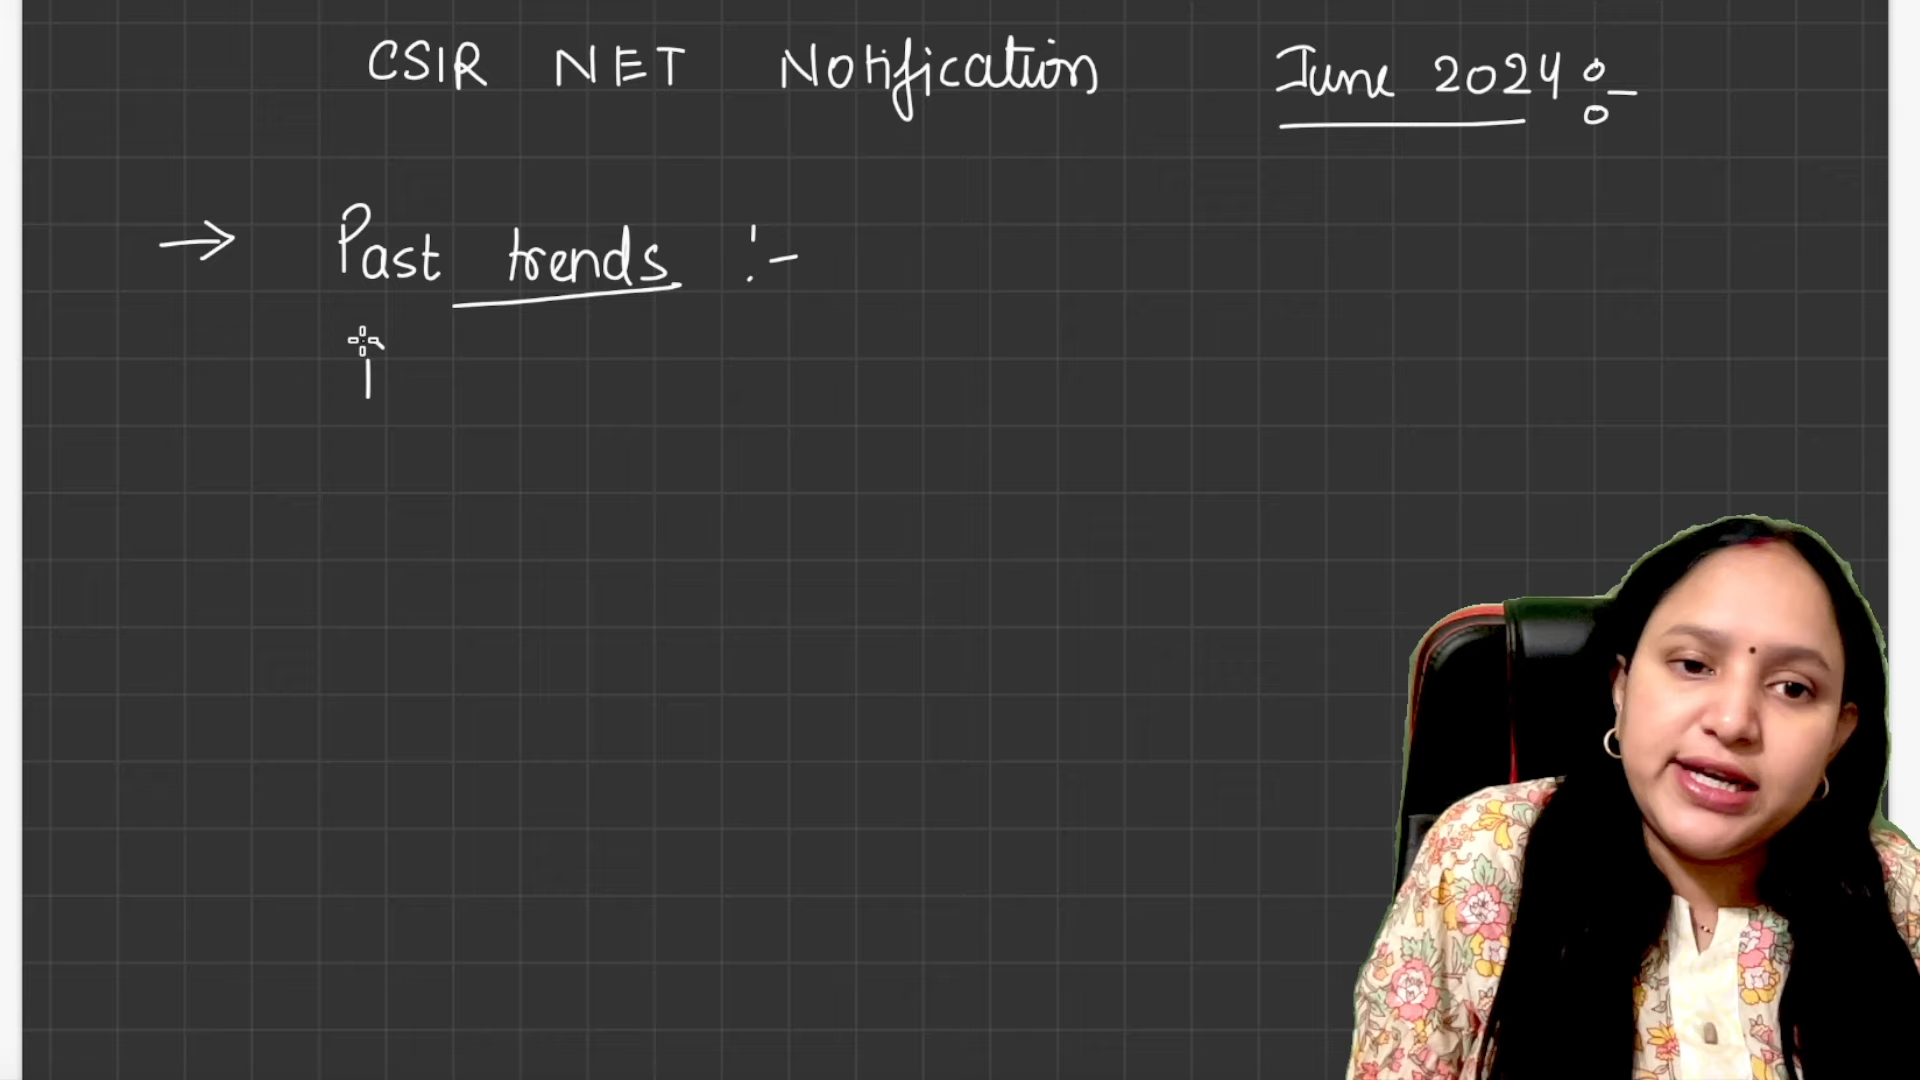 CSIR NET Notification June 2024 :-
→ Past trends :-